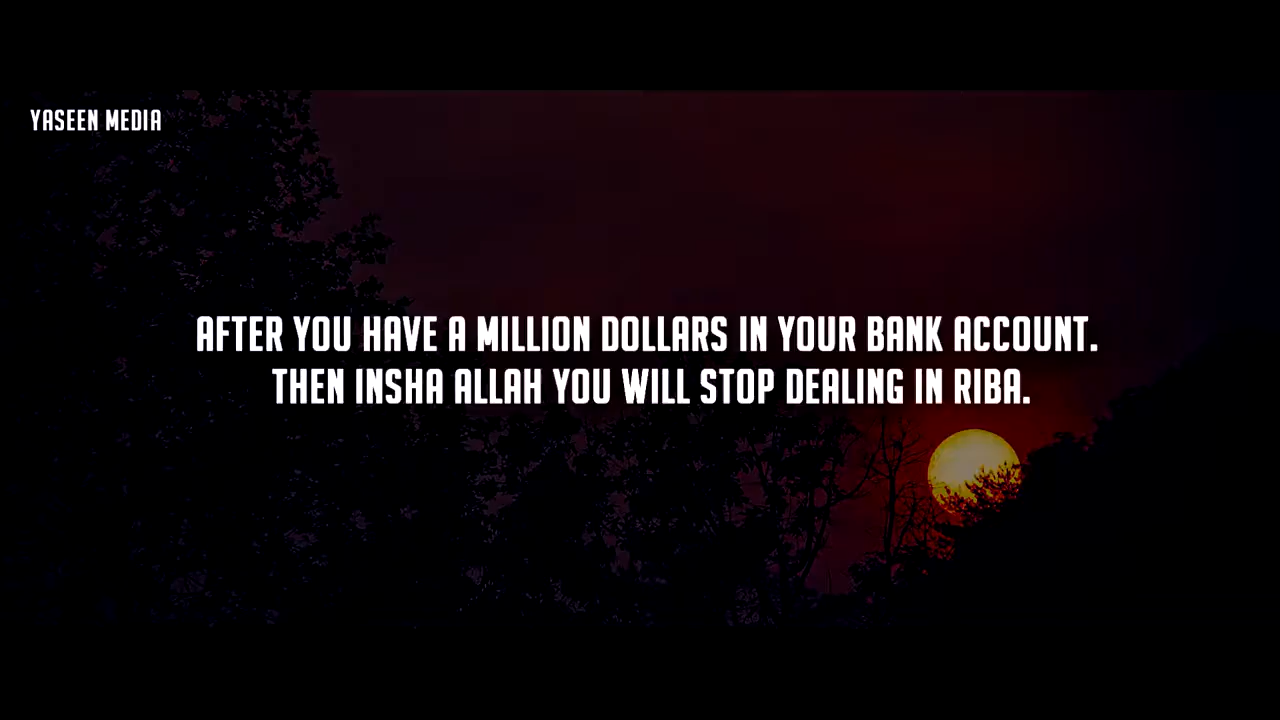 YASEEN MEDIA
AFTER YOU HAVE A MILLION DOLLARS IN YOUR BANK ACCOUNT.
THEN INSHA ALLAH YOU WILL STOP DEALING IN RIBA.